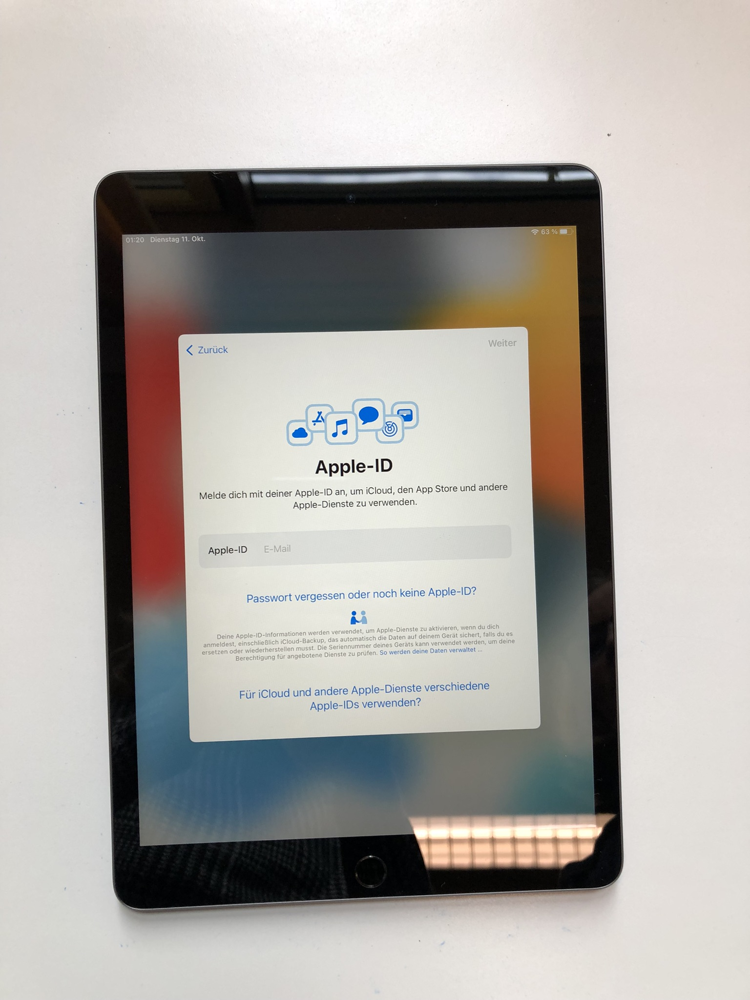 01:20 Dienstag 11. Okt.
63 %
Zurück
Weiter
Apple-ID
Melde dich mit deiner Apple-ID an, um iCloud, den App Store und andere
Apple-Dienste zu verwenden.
Apple-ID E-Mail
Passwort vergessen oder noch keine Apple-ID?
Deine Apple-ID-Informationen werden verwendet, um Apple-Dienste zu aktivieren, wenn du dich
anmeldest, einschließlich iCloud-Backup, das automatisch die Daten auf deinem Gerät sichert, falls du es
ersetzen oder wiederherstellen musst. Die Seriennummer deines Geräts kann verwendet werden, um deine
Berechtigung für angebotene Dienste zu prüfen. So werden deine Daten verwaltet ...
Für iCloud und andere Apple-Dienste verschiedene
Apple-IDs verwenden?